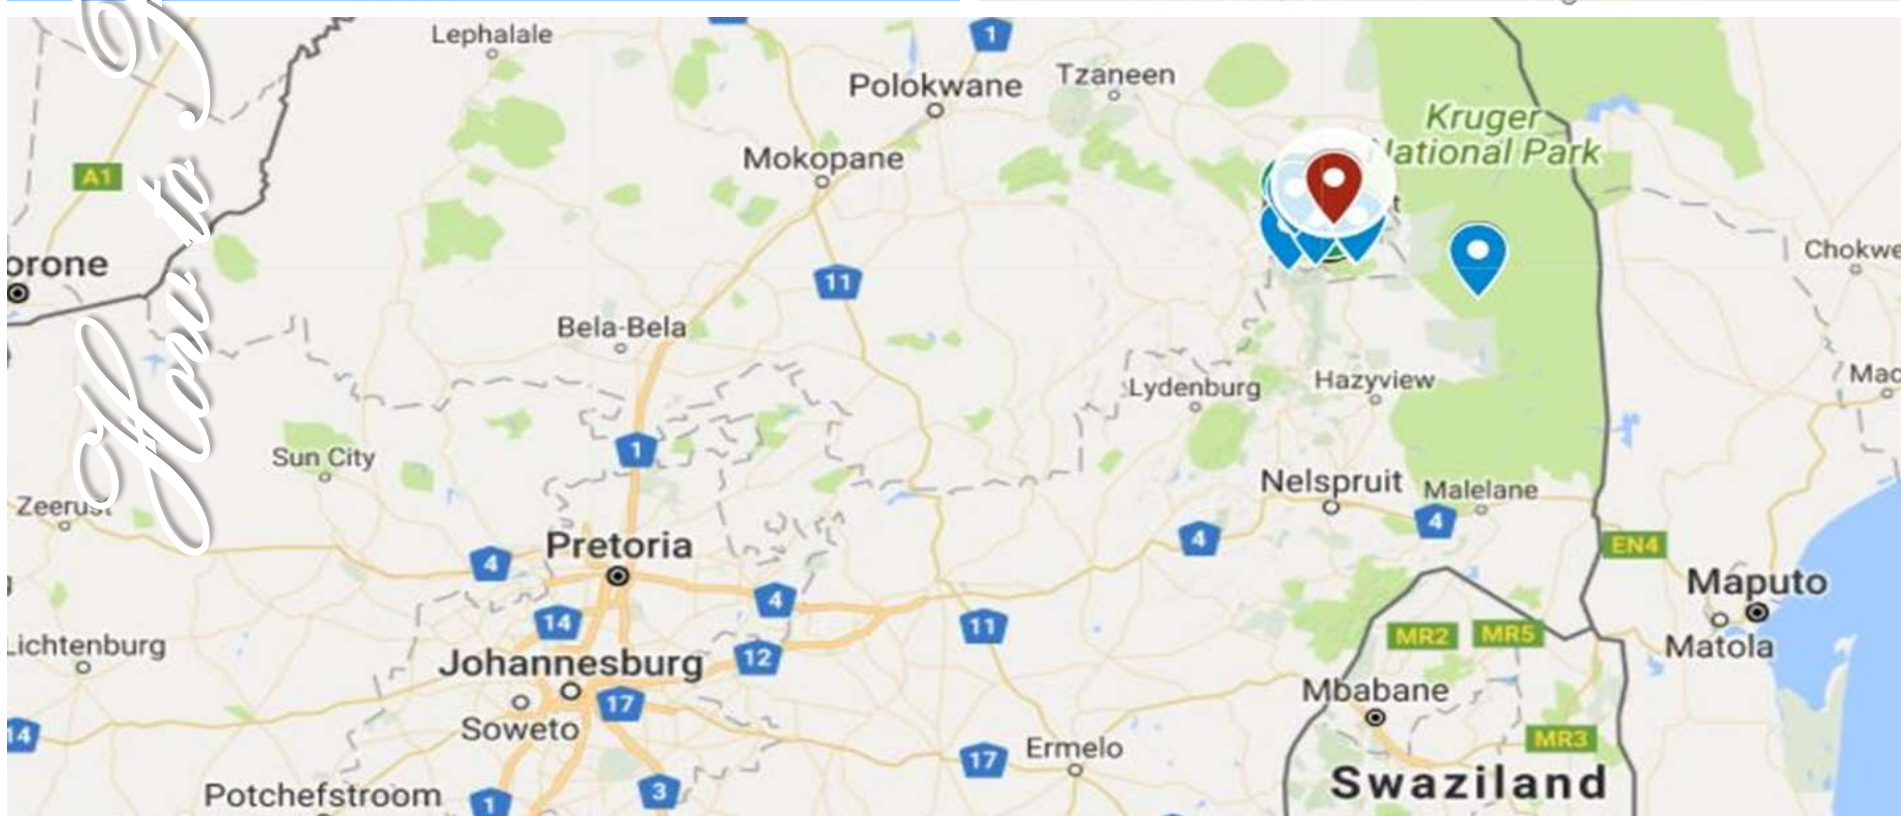 How to
Lephalale
1
Polokwane
Tzaneen
Kruger
National Park
Mokopane
A1
orone
t
Chokwe
11
Bela-Bela
Lydenburg
Hazyview
Mac
Sun City
1
Zeerust
Nelspruit
Malelane
4
4
EN4
Pretoria
4
4
Maputo
14
11
MR2
MR5
Lichtenburg
Matola
Johannesburg
12
17
Mbabane
Soweto
14
MR3
17
Ermelo
Swaziland
Potchefstroom
1
3